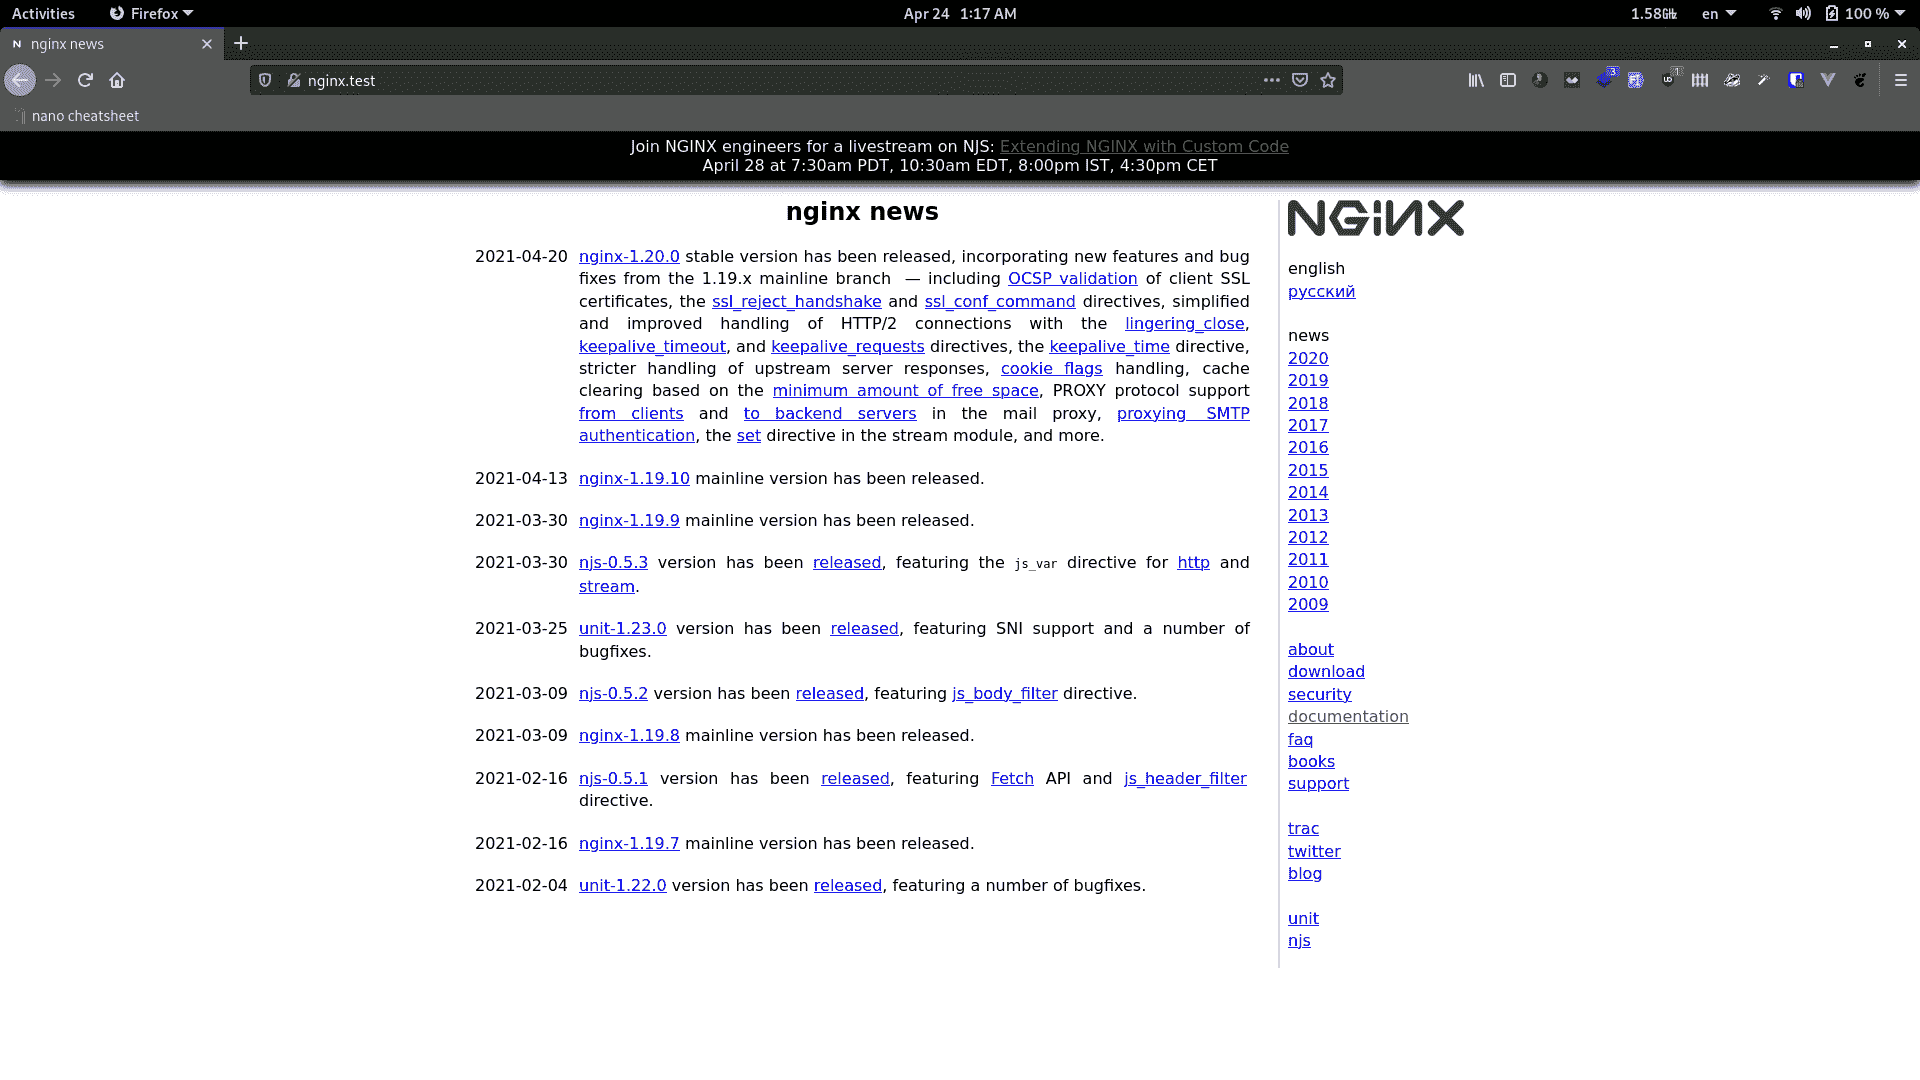 Activities
Firefox
Apr 24 1:17 AM
1.58GHz
en
100 %
nginx news
nginx.test
nano cheatsheet
Join NGINX engineers for a livestream on NJS: Extending NGINX with Custom Code
April 28 at 7:30am PDT, 10:30am EDT, 8:00pm IST, 4:30pm CET
nginx news
2021-04-20 nginx-1.20.0 stable version has been released, incorporating new features and bug
fixes from the 1.19.x mainline branch — including OCSP validation of client SSL
certificates, the ssl_reject_handshake and ssl_conf_command directives, simplified
and improved handling of HTTP/2 connections with the lingering_close,
keepalive_timeout, and keepalive_requests directives, the keepalive_time directive,
stricter handling of upstream server responses, cookie flags handling, cache
clearing based on the minimum amount of free space, PROXY protocol support
from clients and to backend servers in the mail proxy, proxying SMTP
authentication, the set directive in the stream module, and more.
2021-04-13 nginx-1.19.10 mainline version has been released.
2021-03-30 nginx-1.19.9 mainline version has been released.
2021-03-30 njs-0.5.3 version has been released, featuring the js_var directive for http and
stream.
2021-03-25 unit-1.23.0 version has been released, featuring SNI support and a number of
bugfixes.
2021-03-09 njs-0.5.2 version has been released, featuring js_body_filter directive.
2021-03-09 nginx-1.19.8 mainline version has been released.
2021-02-16 njs-0.5.1 version has been released, featuring Fetch API and js_header_filter
directive.
2021-02-16 nginx-1.19.7 mainline version has been released.
2021-02-04 unit-1.22.0 version has been released, featuring a number of bugfixes.
NGINX
english
русский
news
2020
2019
2018
2017
2016
2015
2014
2013
2012
2011
2010
2009
about
download
security
documentation
faq
books
support
trac
twitter
blog
unit
njs